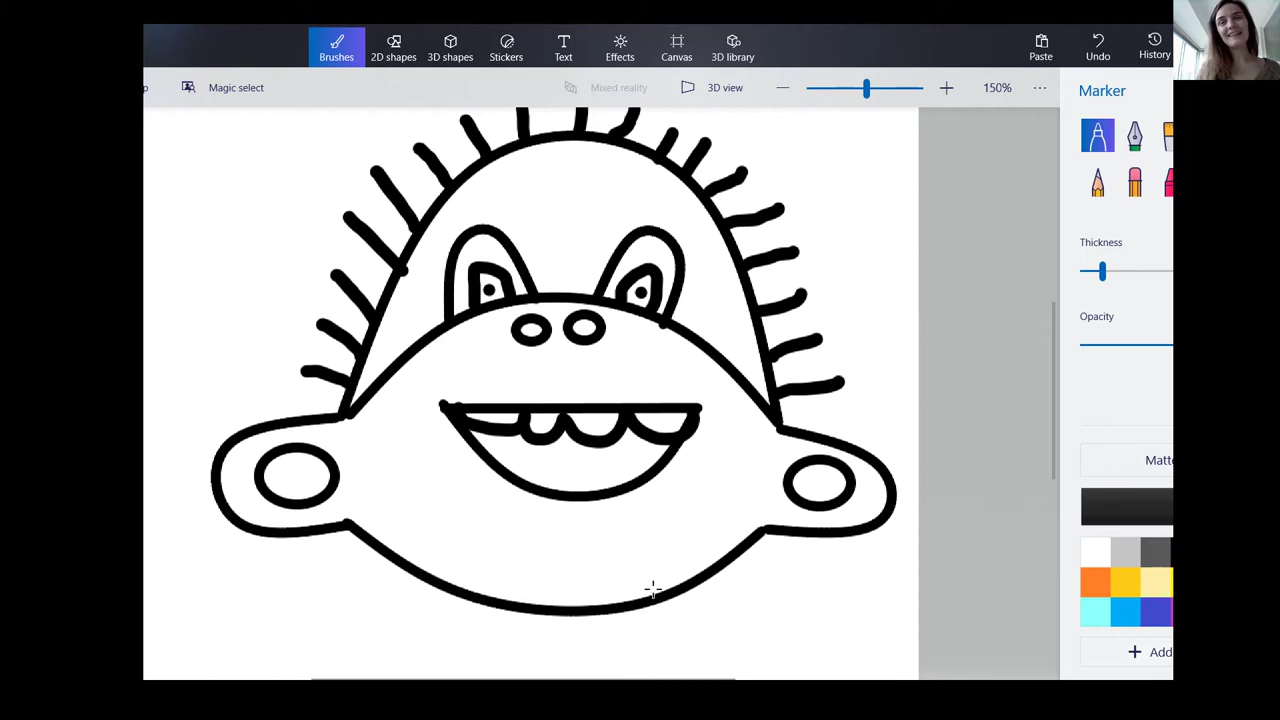 Brushes 2D shapes 3D shapes Stickers Text Effects Canvas 3D library Paste Undo History
Magic select Mixed reality 3D view 150%
Marker
Thickness
Opacity
Matt
Add